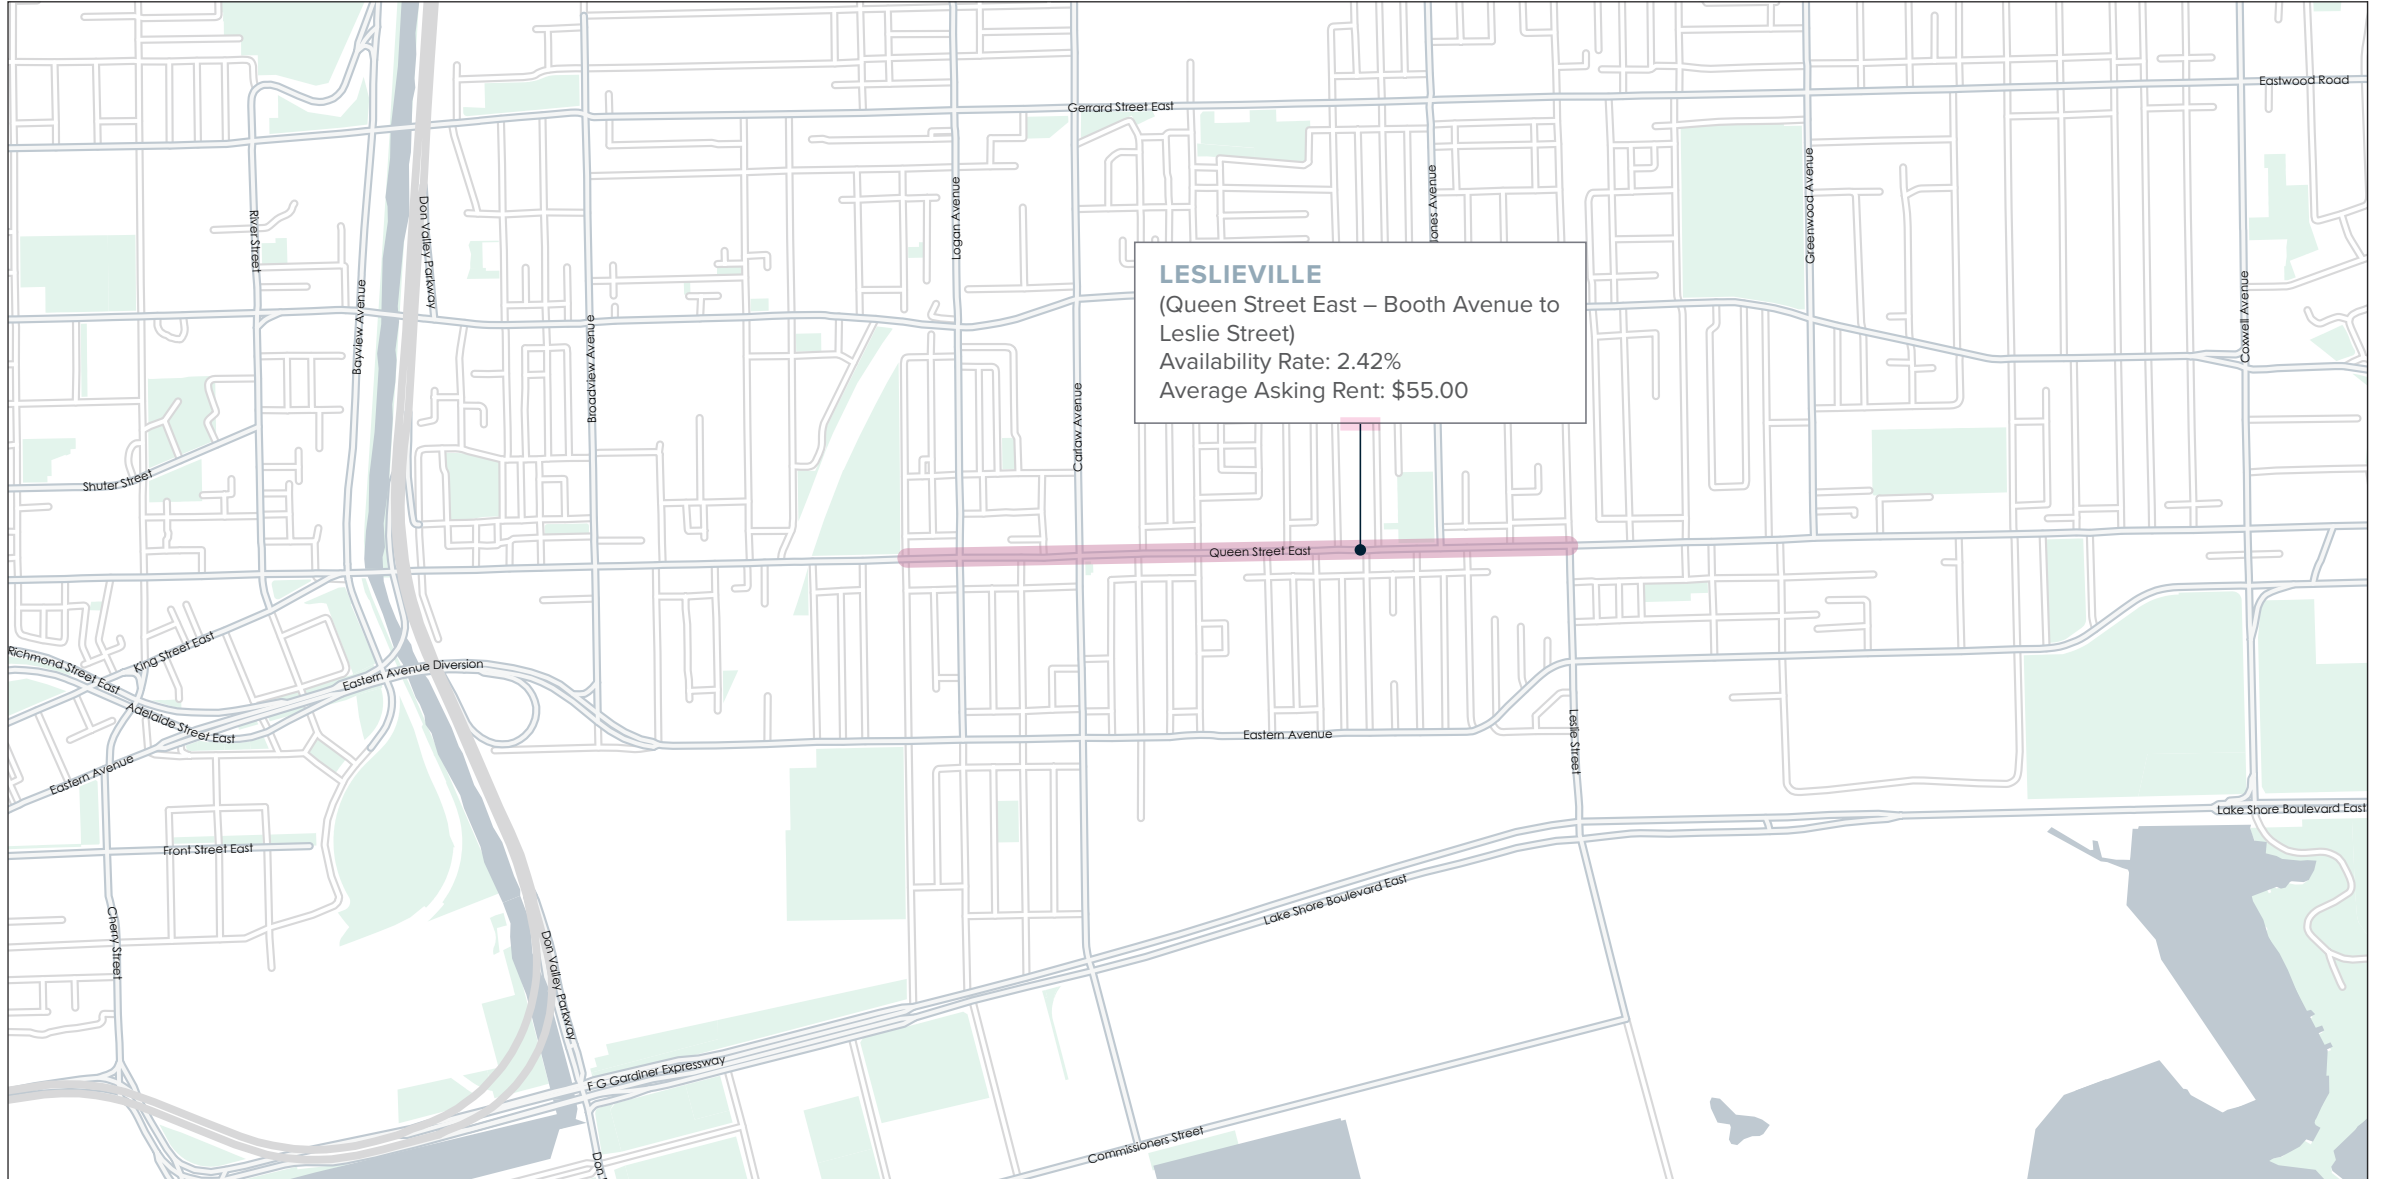 Eastwood Road
Gerrard Street East
Jones Avenue
Greenwood Avenue
Logan Avenue
River Street
Don Valley Parkway
LESLIEVILLE
(Queen Street East – Booth Avenue to
Leslie Street)
Availability Rate: 2.42%
Average Asking Rent: $55.00
Coxwell Avenue
Bayview Avenue
Broadview Avenue
Carlaw Avenue
Shuter Street
Queen Street East
King Street East
Richmond Street East
Eastern Avenue Diversion
Adelaide Street East
Eastern Avenue
Leslie Street
Eastern Avenue
Lake Shore Boulevard East
Front Street East
Lake Shore Boulevard East
Cherry Street
Don Valley Parkway
F G Gardiner Expressway
Commissioners Street
Don